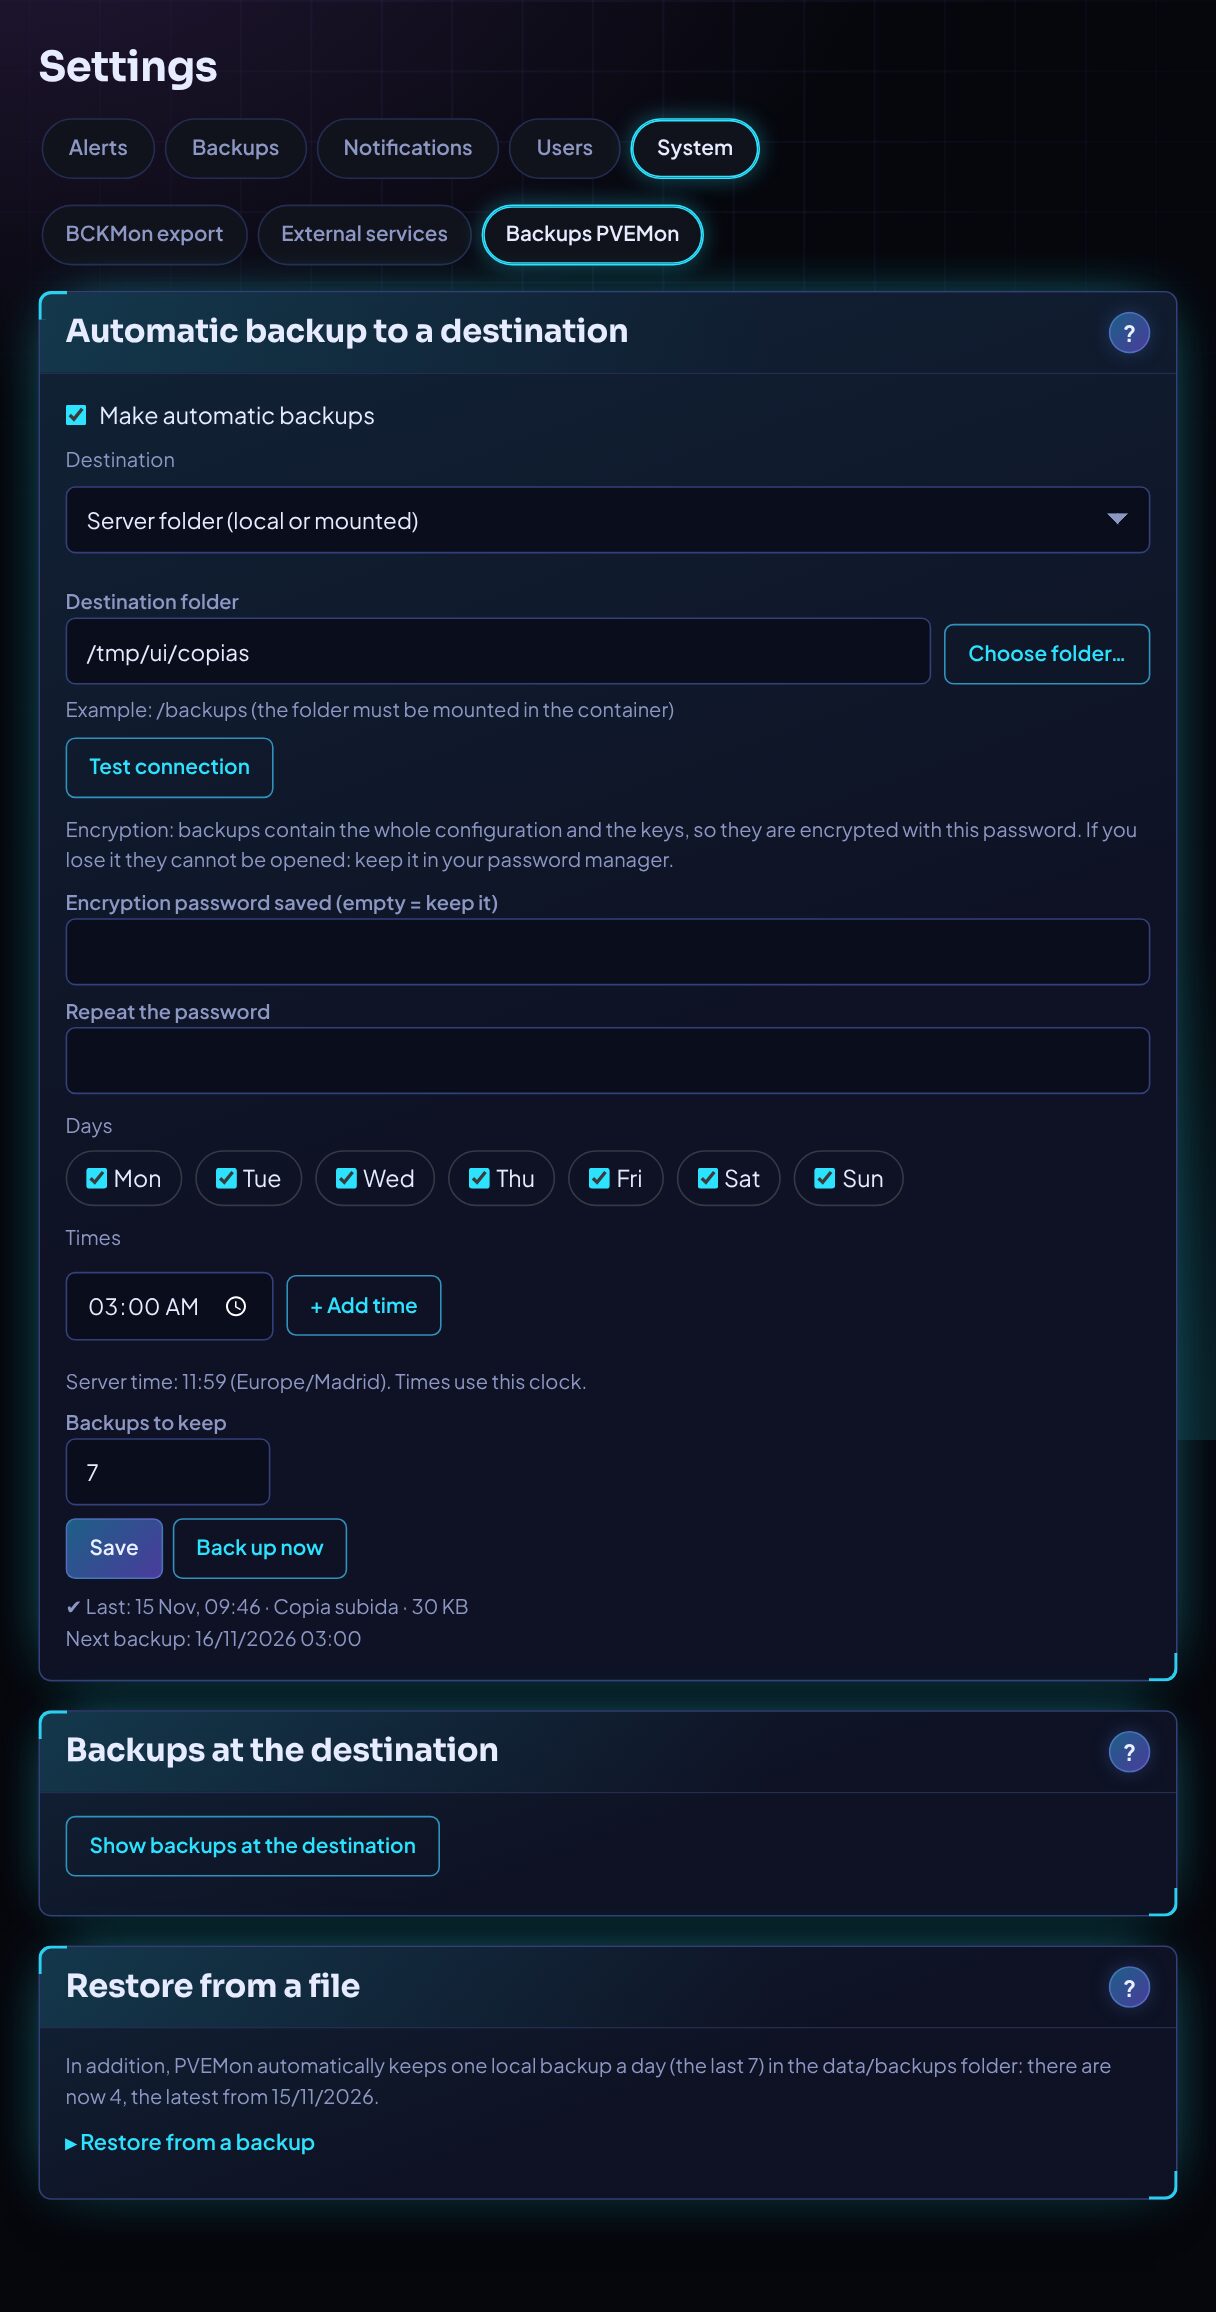 Settings
Alerts
Backups
Notifications
Users
System
BCKMon export
External services
Backups PVEMon
Automatic backup to a destination
?
Make automatic backups
Destination
Server folder (local or mounted)
Destination folder
/tmp/ui/copias
Choose folder...
Example: /backups (the folder must be mounted in the container)
Test connection
Encryption: backups contain the whole configuration and the keys, so they are encrypted with this password. If you
lose it they cannot be opened: keep it in your password manager.
Encryption password saved (empty = keep it)
Repeat the password
Days
Mon
Tue
Wed
Thu
Fri
Sat
Sun
Times
03:00 AM
+ Add time
Server time: 11:59 (Europe/Madrid). Times use this clock.
Backups to keep
7
Save
Back up now
✔ Last: 15 Nov, 09:46 · Copia subida · 30 KB
Next backup: 16/11/2026 03:00
Backups at the destination
?
Show backups at the destination
Restore from a file
?
In addition, PVEMon automatically keeps one local backup a day (the last 7) in the data/backups folder: there are
now 4, the latest from 15/11/2026.
▸ Restore from a backup